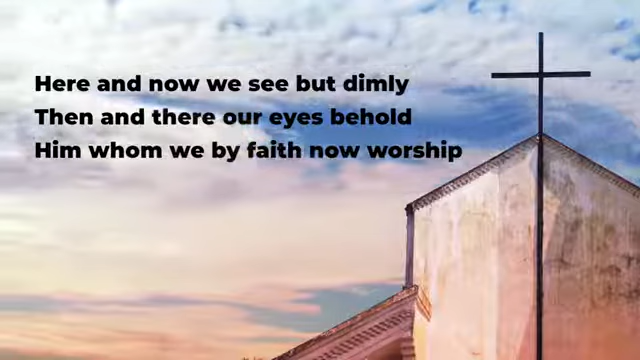 Here and now we see but dimly
Then and there our eyes behold
Him whom we by faith now worship